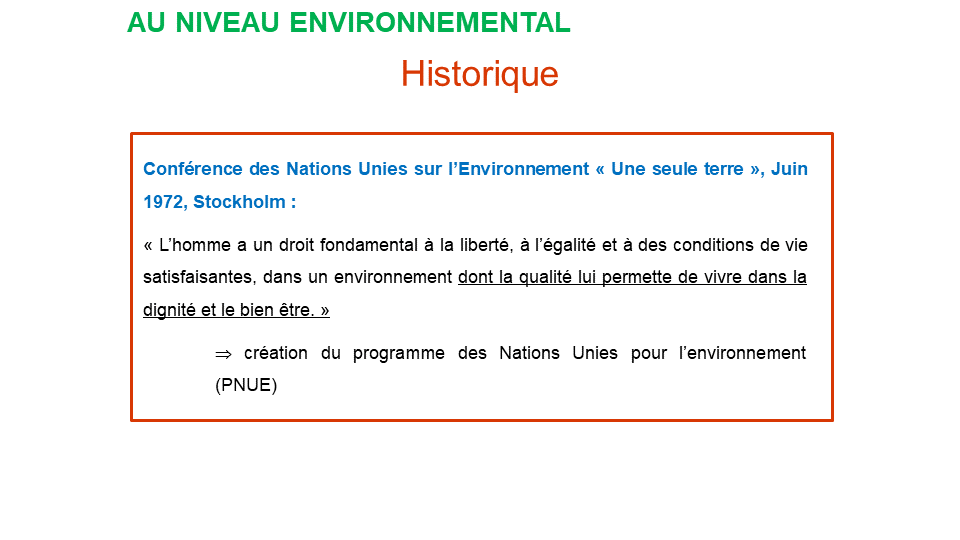 AU NIVEAU ENVIRONNEMENTAL
Historique
Conférence des Nations Unies sur l’Environnement « Une seule terre », Juin
1972, Stockholm :
« L’homme a un droit fondamental à la liberté, à l’égalité et à des conditions de vie
satisfaisantes, dans un environnement dont la qualité lui permette de vivre dans la
dignité et le bien être. »
⇒ création du programme des Nations Unies pour l’environnement
(PNUE)